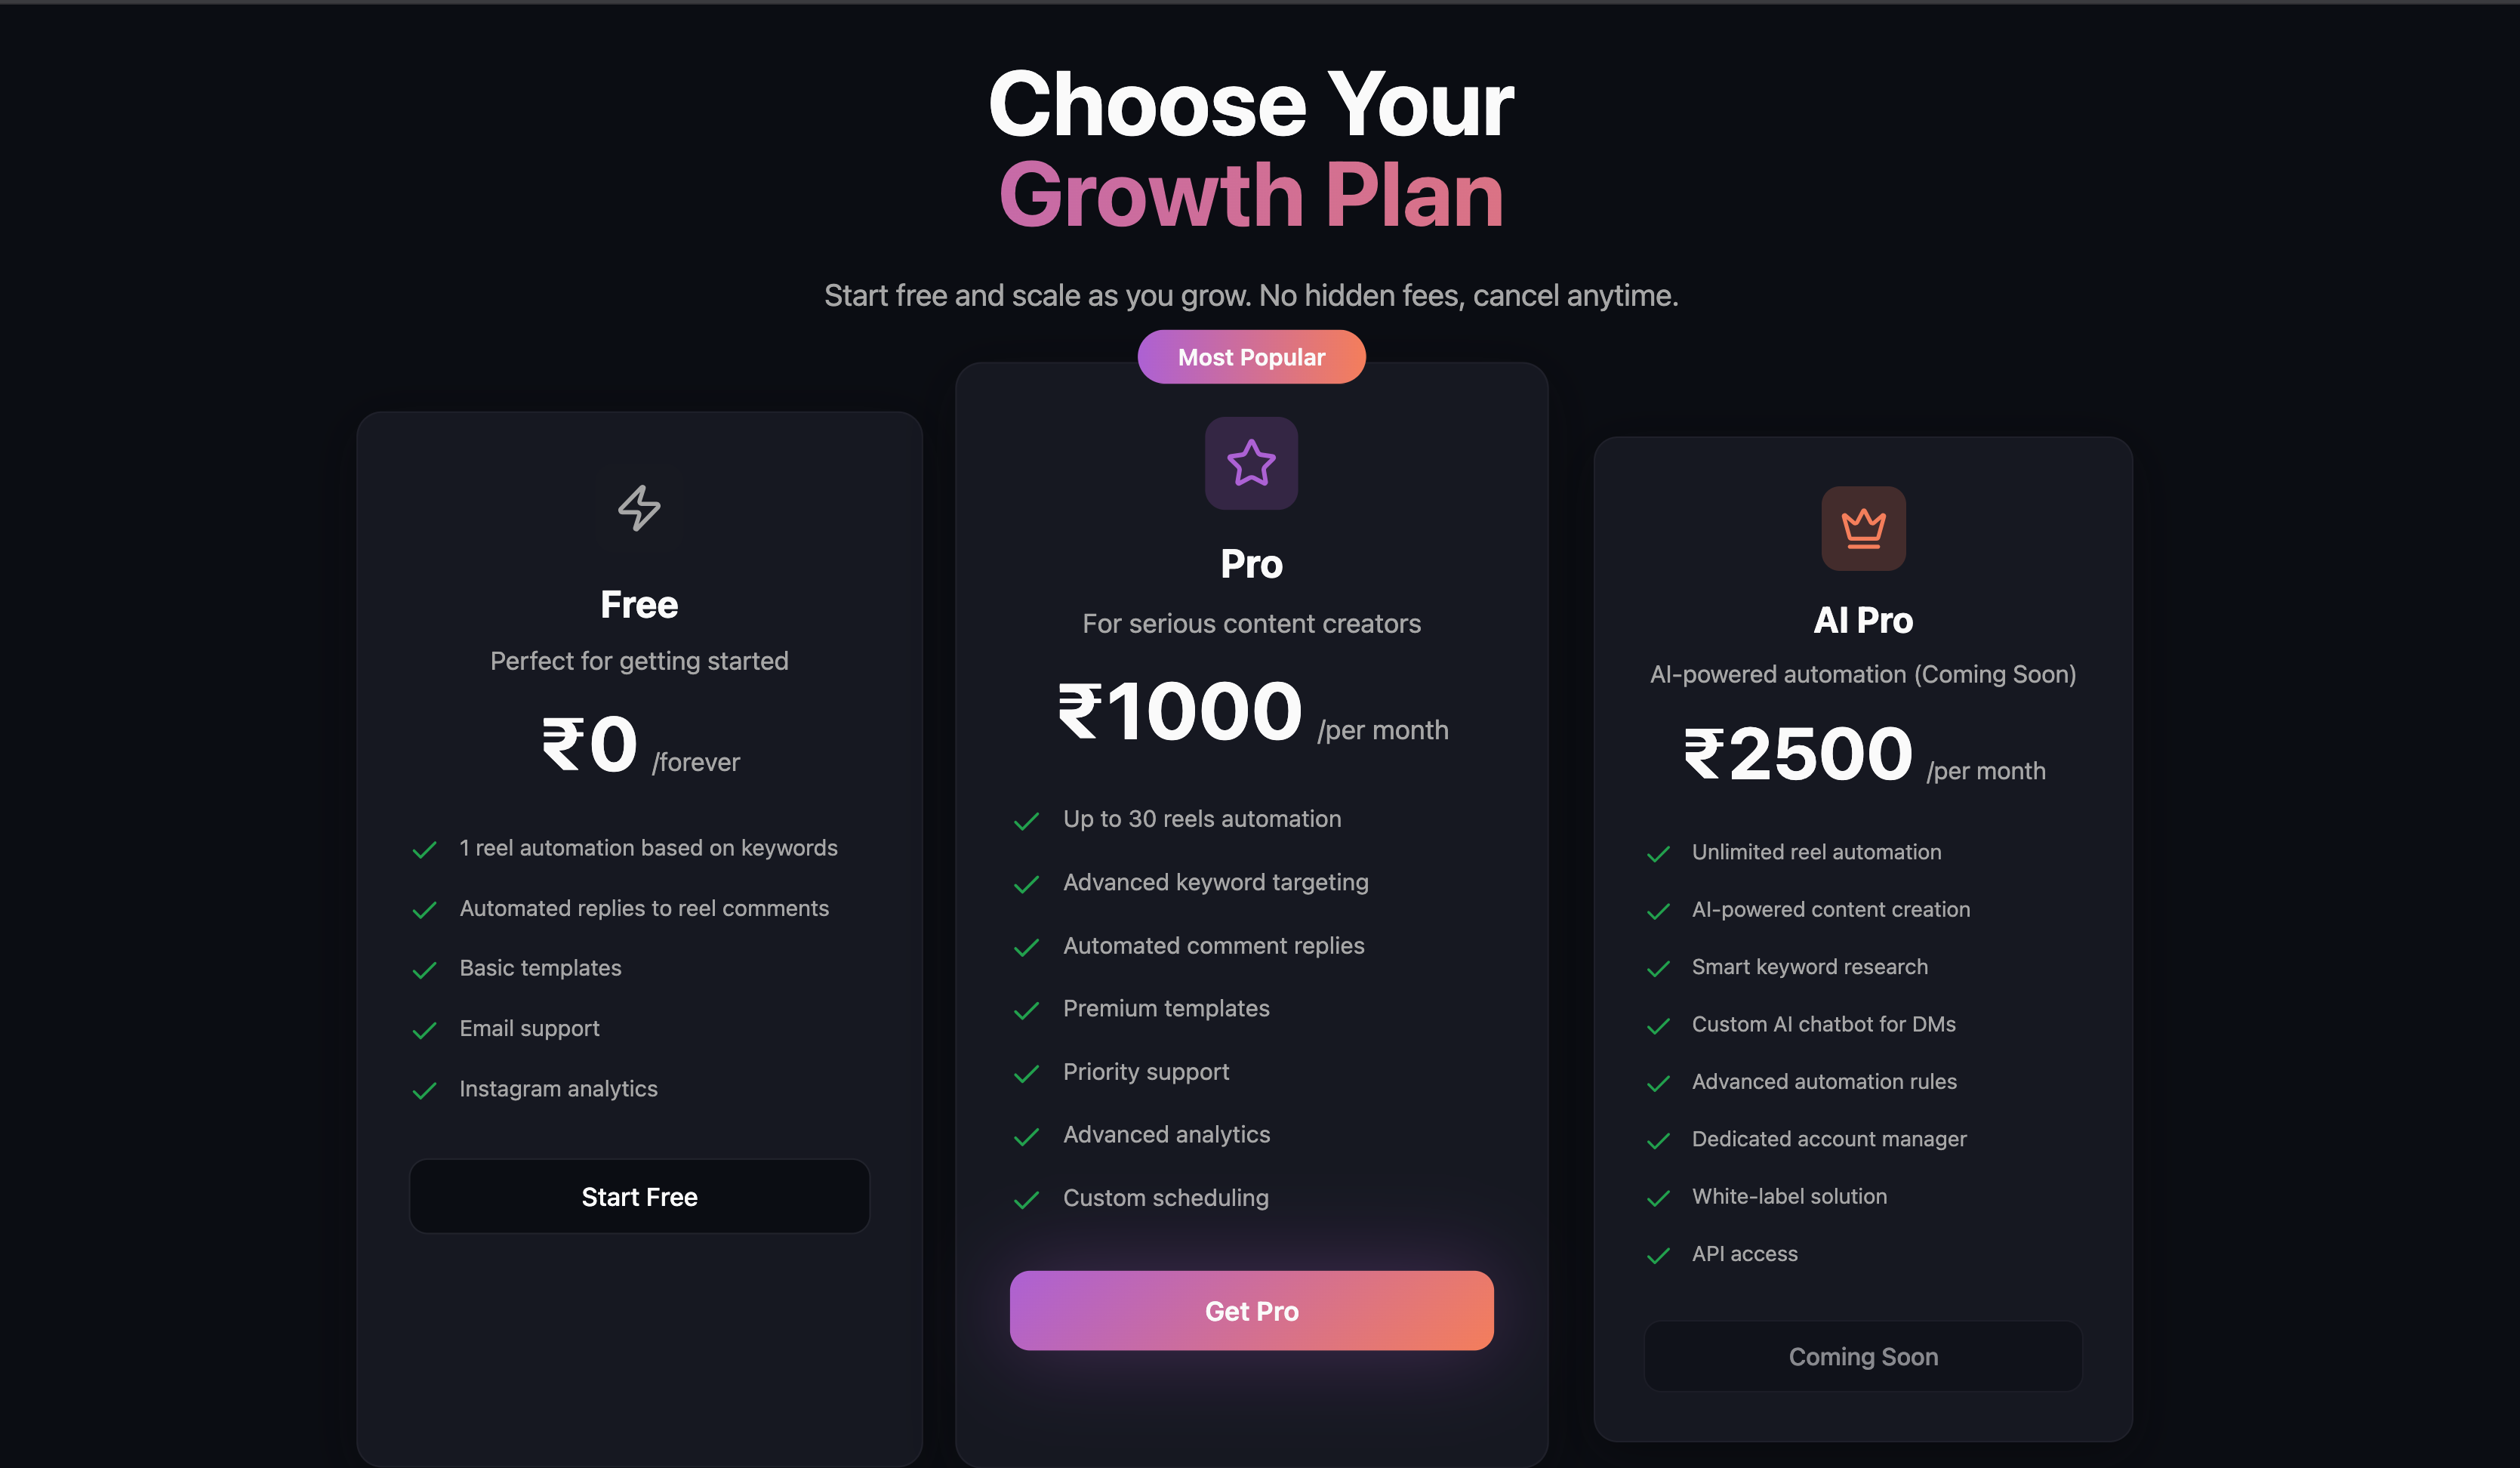 Choose Your
Growth Plan
Start free and scale as you grow. No hidden fees, cancel anytime.
Free
Perfect for getting started
₹0 /forever
1 reel automation based on keywords
Automated replies to reel comments
Basic templates
Email support
Instagram analytics
Start Free
Most Popular
Pro
For serious content creators
₹1000 /per month
Up to 30 reels automation
Advanced keyword targeting
Automated comment replies
Premium templates
Priority support
Advanced analytics
Custom scheduling
Get Pro
AI Pro
AI-powered automation (Coming Soon)
₹2500 /per month
Unlimited reel automation
AI-powered content creation
Smart keyword research
Custom AI chatbot for DMs
Advanced automation rules
Dedicated account manager
White-label solution
API access
Coming Soon